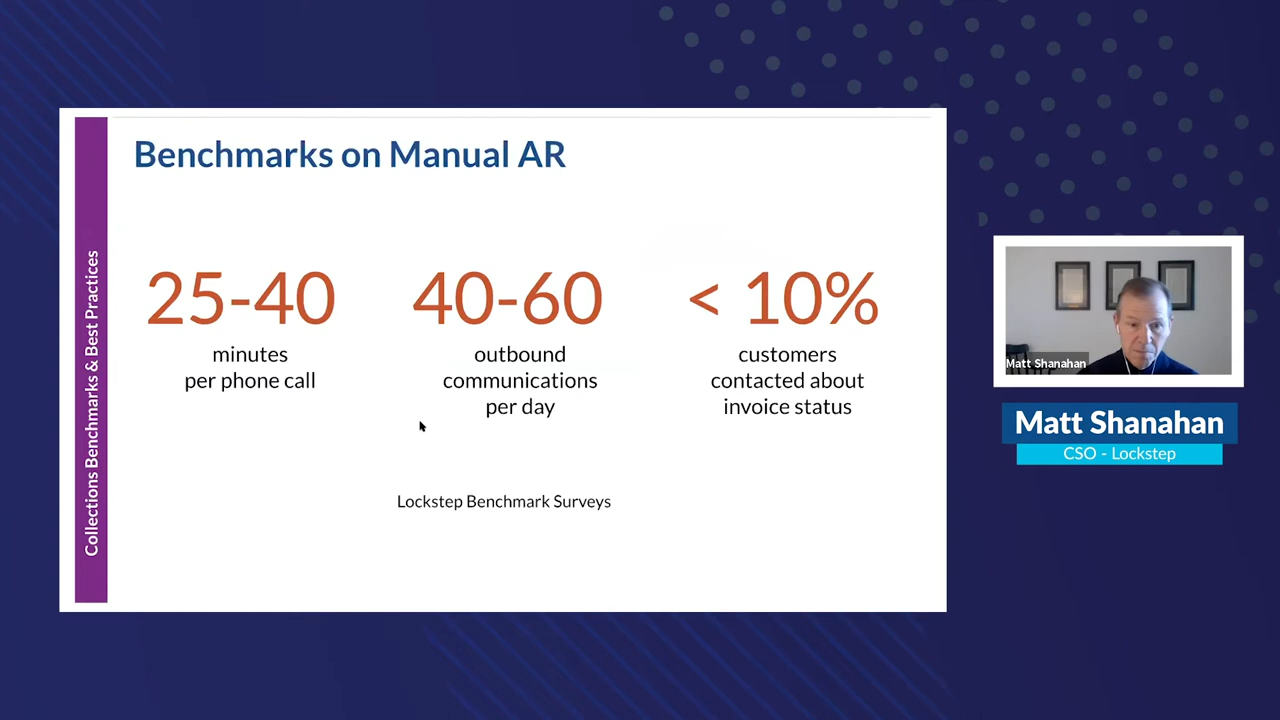 Collections Benchmarks & Best Practices
Benchmarks on Manual AR
25-40
minutes
per phone call
40-60
outbound
communications
per day
< 10%
customers
contacted about
invoice status
Lockstep Benchmark Surveys
Matt Shanahan
Matt Shanahan
CSO - Lockstep